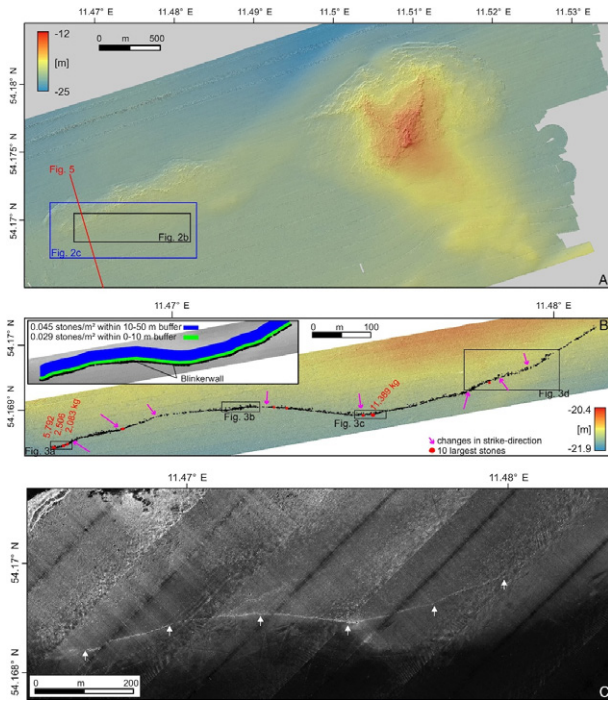 11.47° E 11.48° E 11.49° E 11.5° E 11.51° E 11.52° E 11.53° E
-12
[m]
-25
0 m 500
54.18° N
54.175° N
54.17° N
Fig. 5
Fig. 2b
Fig. 2c
A
11.47° E 11.48° E
0.045 stones/m² within 10-50 m buffer
0.029 stones/m² within 0-10 m buffer
Blinkerwall
0 m 100
B
54.17° N
54.169° N
5,792
2,506
2,083 kg
11,389 kg
Fig. 3a
Fig. 3b
Fig. 3c
Fig. 3d
changes in strike-direction
10 largest stones
-20.4
[m]
-21.9
11.47° E 11.48° E
54.17° N
54.168° N
0 m 200
C